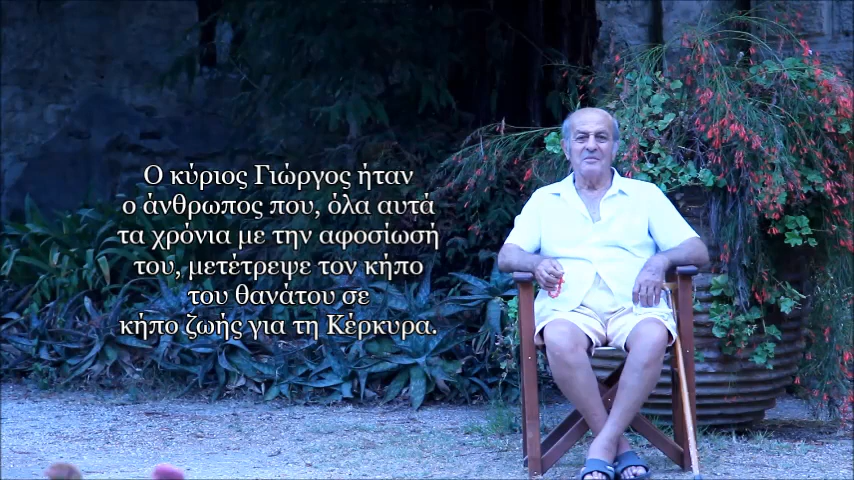 Ο κύριος Γιώργος ήταν
ο άνθρωπος που, όλα αυτά
τα χρόνια με την αφοσίωσή
του, μετέτρεψε τον κήπο
του θανάτου σε
κήπο ζωής για τη Κέρκυρα.